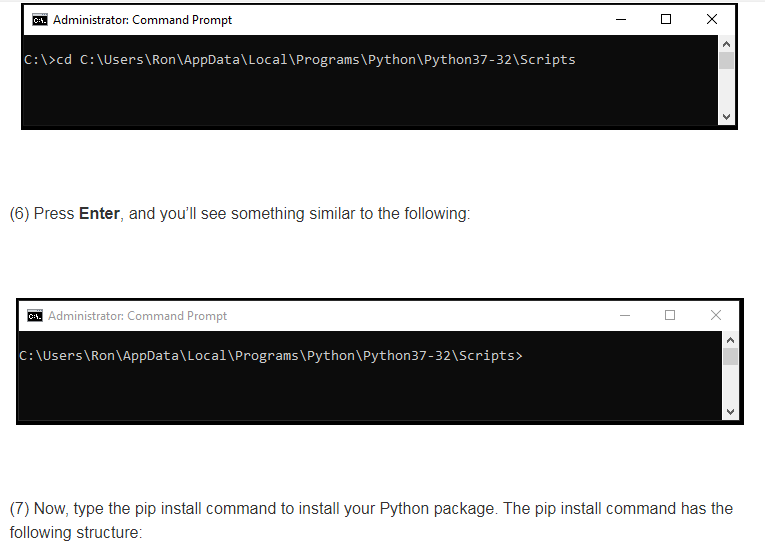 Administrator: Command Prompt
C:\>cd C:\Users\Ron\AppData\Local\Programs\Python\Python37-32\Scripts
(6) Press Enter, and you’ll see something similar to the following:
Administrator: Command Prompt
C:\Users\Ron\AppData\Local\Programs\Python\Python37-32\Scripts>
(7) Now, type the pip install command to install your Python package. The pip install command has the
following structure: